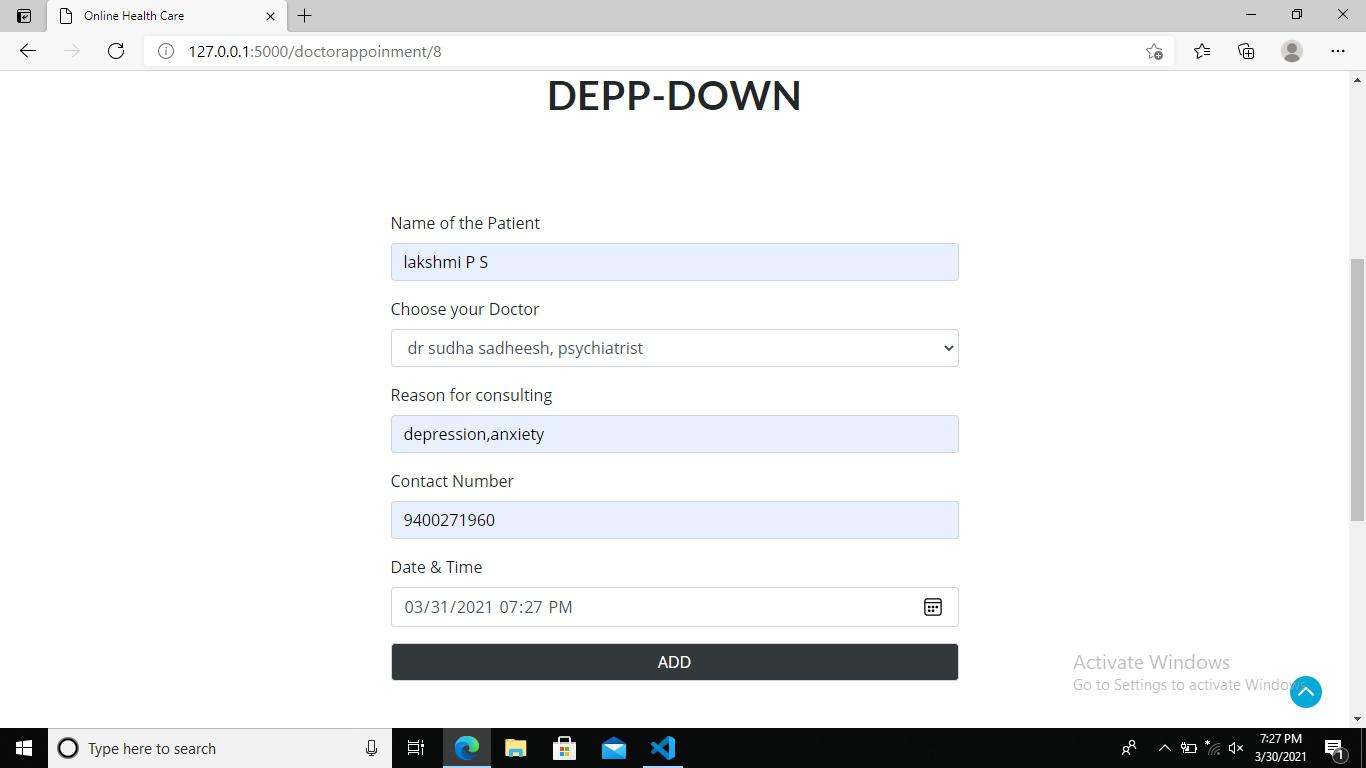 Online Health Care
127.0.0.1:5000/doctorappoinment/8
DEPP-DOWN
Name of the Patient
lakshmi P S
Choose your Doctor
dr sudha sadheesh, psychiatrist
Reason for consulting
depression,anxiety
Contact Number
9400271960
Date & Time
03/31/2021 07:27 PM
ADD
Activate Windows
Go to Settings to activate Windows.
Type here to search
7:27 PM
3/30/2021
1